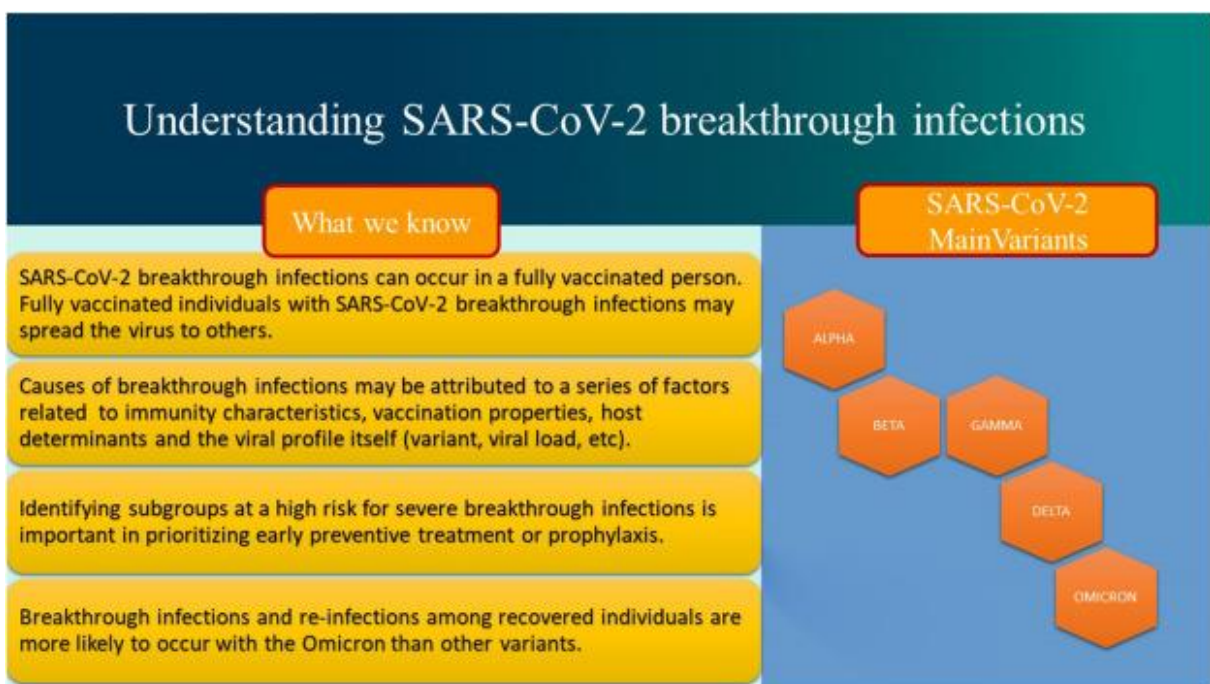 Understanding SARS-CoV-2 breakthrough infections
What we know
SARS-CoV-2 breakthrough infections can occur in a fully vaccinated person.
Fully vaccinated individuals with SARS-CoV-2 breakthrough infections may
spread the virus to others.
Causes of breakthrough infections may be attributed to a series of factors
related to immunity characteristics, vaccination properties, host
determinants and the viral profile itself (variant, viral load, etc).
Identifying subgroups at a high risk for severe breakthrough infections is
important in prioritizing early preventive treatment or prophylaxis.
Breakthrough infections and re-infections among recovered individuals are
more likely to occur with the Omicron than other variants.
SARS-CoV-2
MainVariants
ALPHA
BETA
GAMMA
DELTA
OMICRON